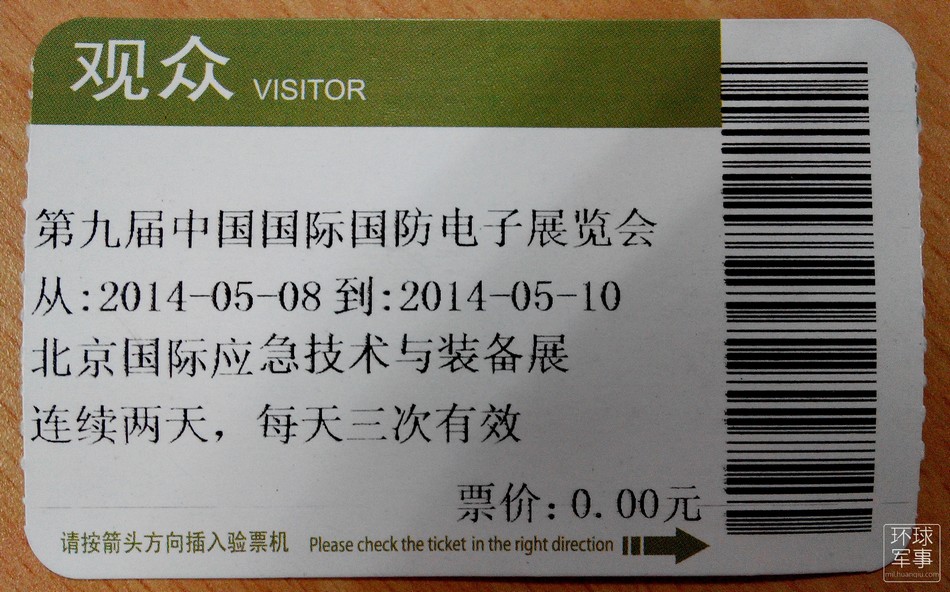 观众 VISITOR
第九届中国国际国防电子展览会
从:2014-05-08 到:2014-05-10
北京国际应急技术与装备展
连续两天，每天三次有效
票价:0.00元
请按箭头方向插入验票机 Please check the ticket in the right direction
环球
军事
mil.huanqiu.com